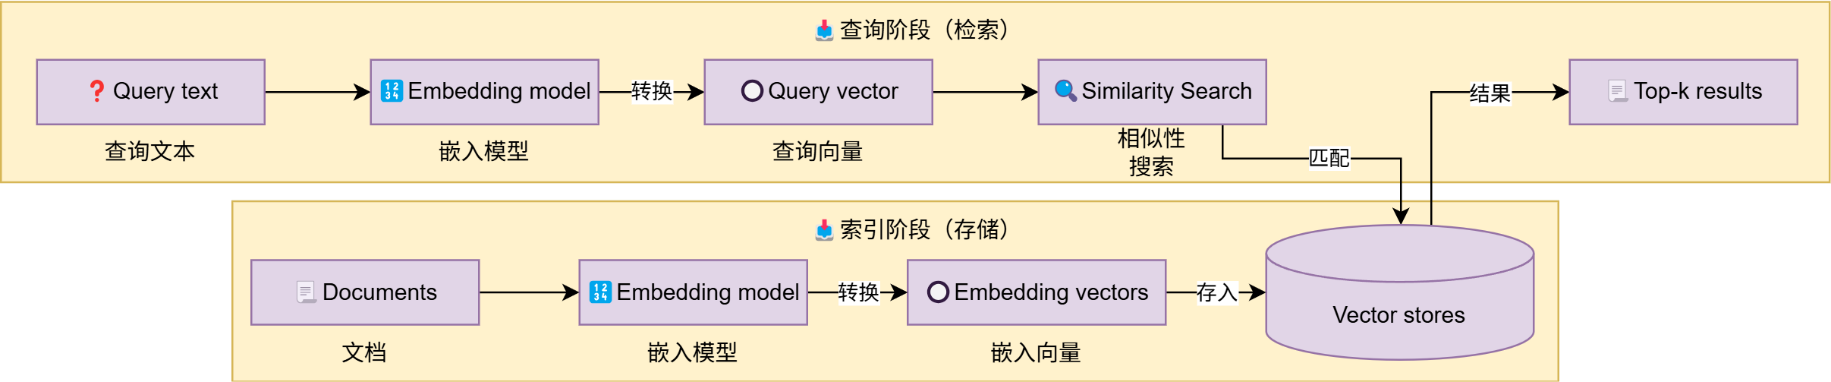 查询阶段（检索）
Query text
Embedding model
转换
Query vector
Similarity Search
结果
Top-k results
查询文本
嵌入模型
查询向量
相似性
搜索
匹配
索引阶段（存储）
Documents
Embedding model
转换
Embedding vectors
存入
Vector stores
文档
嵌入模型
嵌入向量